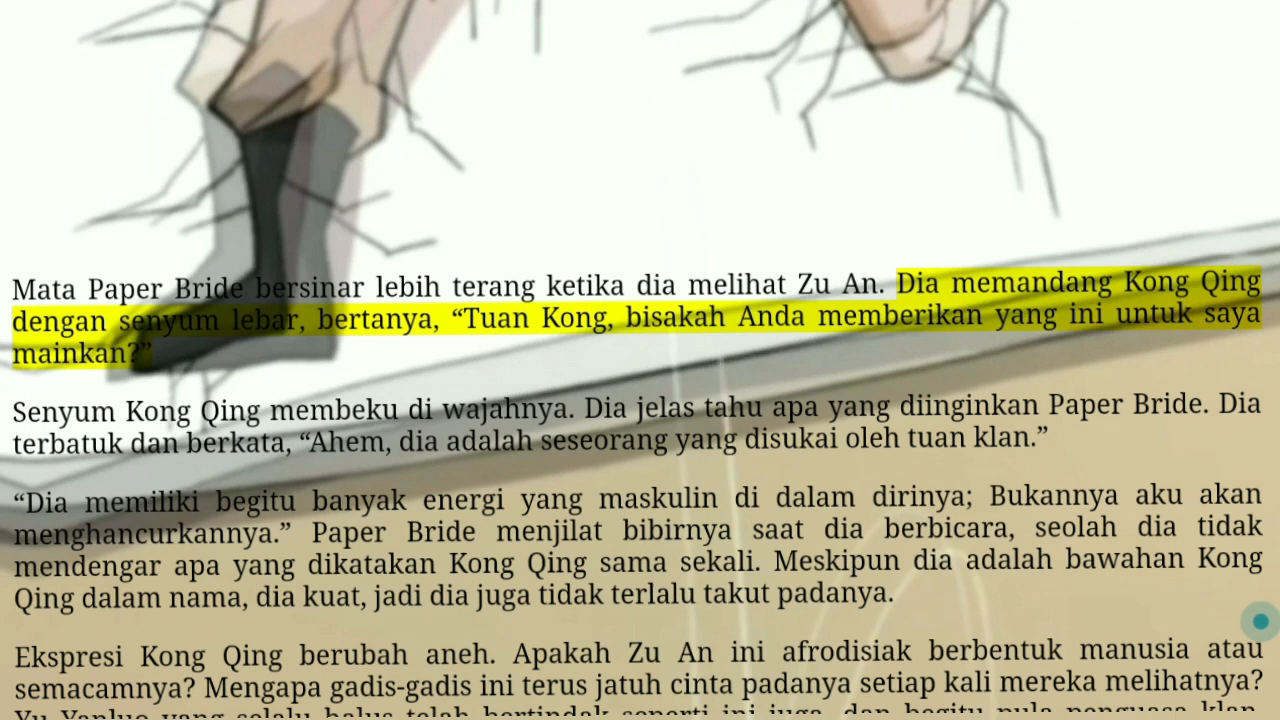 Mata Paper Bride bersinar lebih terang ketika dia melihat Zu An. Dia memandang Kong Qing
dengan senyum lebar, bertanya, “Tuan Kong, bisakah Anda memberikan yang ini untuk saya
mainkan?”
Senyum Kong Qing membeku di wajahnya. Dia jelas tahu apa yang diinginkan Paper Bride. Dia
terbatuk dan berkata, “Ahem, dia adalah seseorang yang disukai oleh tuan klan.”
“Dia memiliki begitu banyak energi yang maskulin di dalam dirinya; Bukannya aku akan
menghancurkannya.” Paper Bride menjilat bibirnya saat dia berbicara, seolah dia tidak
mendengar apa yang dikatakan Kong Qing sama sekali. Meskipun dia adalah bawahan Kong
Qing dalam nama, dia kuat, jadi dia juga tidak terlalu takut padanya.
Ekspresi Kong Qing berubah aneh. Apakah Zu An ini afrodisiak berbentuk manusia atau
semacamnya? Mengapa gadis-gadis ini terus jatuh cinta padanya setiap kali mereka melihatnya?